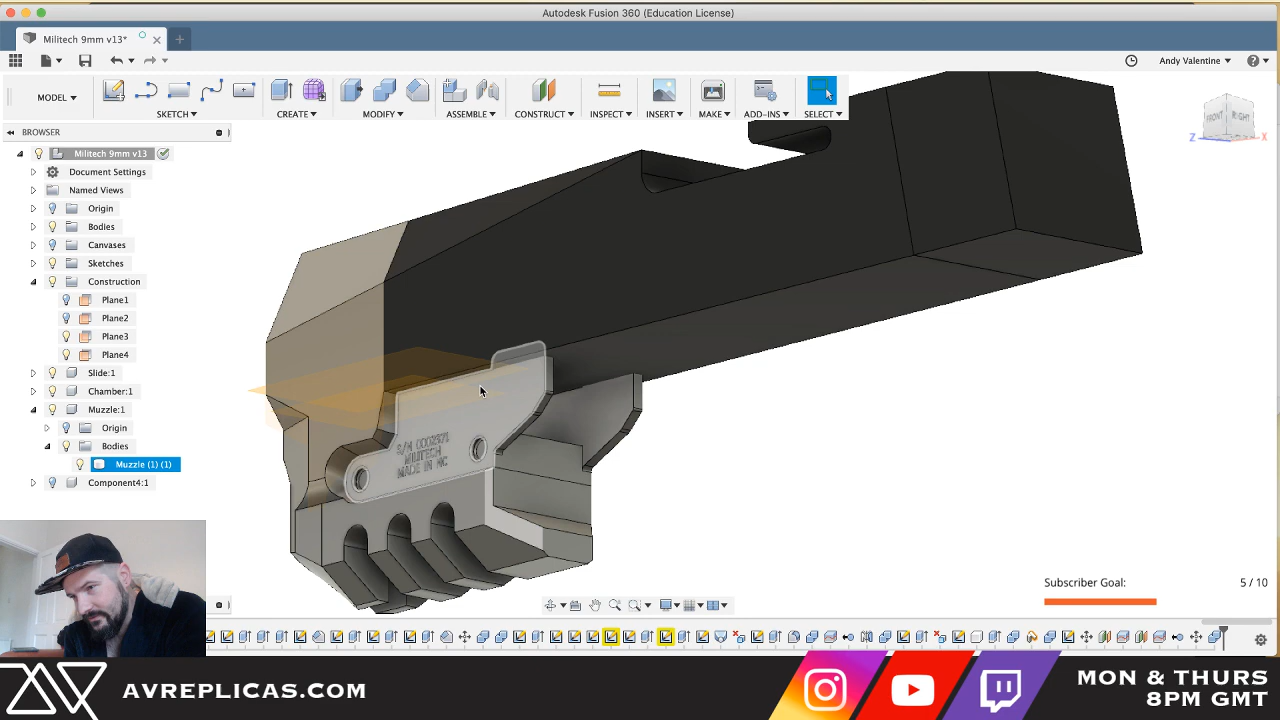 Autodesk Fusion 360 (Education License)
Militech 9mm v13*
Andy Valentine
MODEL
SKETCH
CREATE
MODIFY
ASSEMBLE
CONSTRUCT
INSPECT
INSERT
MAKE
ADD-INS
SELECT
FRONT
RIGHT
Z
X
BROWSER
Militech 9mm v13
Document Settings
Named Views
Origin
Bodies
Canvases
Sketches
Construction
Plane1
Plane2
Plane3
Plane4
Slide:1
Chamber:1
Muzzle:1
Origin
Bodies
Muzzle (1) (1)
Component4:1
MILITECH
MADE IN NC
Subscriber Goal: 5 / 10
AVREPLICAS.COM
MON & THURS
8PM GMT